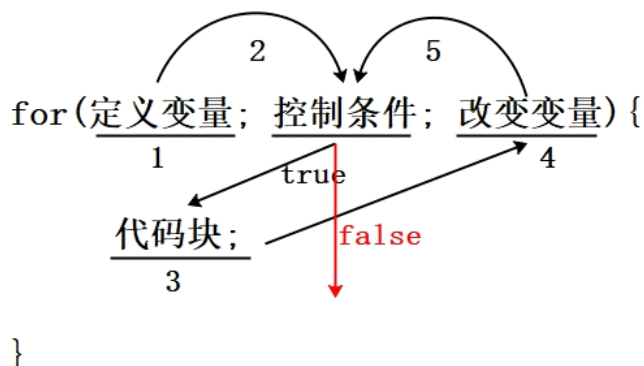 2 5
for(定义变量; 控制条件; 改变变量){
1 4
true
代码块;
false
3
}